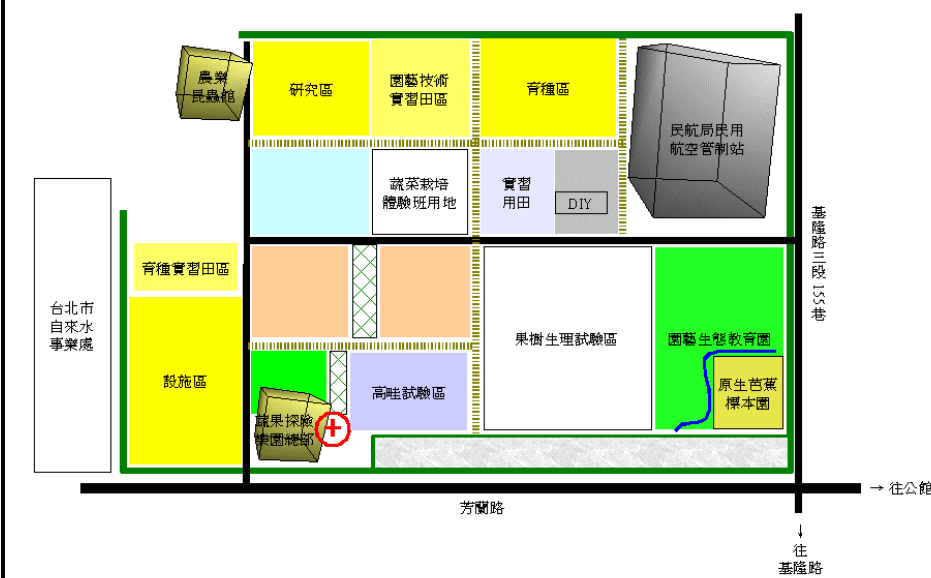 農業
昆蟲館
研究區
園藝技術
實習田區
育種區
民航局民用
航空管制站
蔬菜栽培
體驗班用地
實習
用田
DIY
基隆路三段155巷
台北市
自來水
事業處
育種實習田區
設施區
果樹生理試驗區
園藝生態教育園
原生芭蕉
標本園
高畦試驗區
蔬果探險
樂園總部
芳蘭路
→ 往公館
↓
往
基隆路